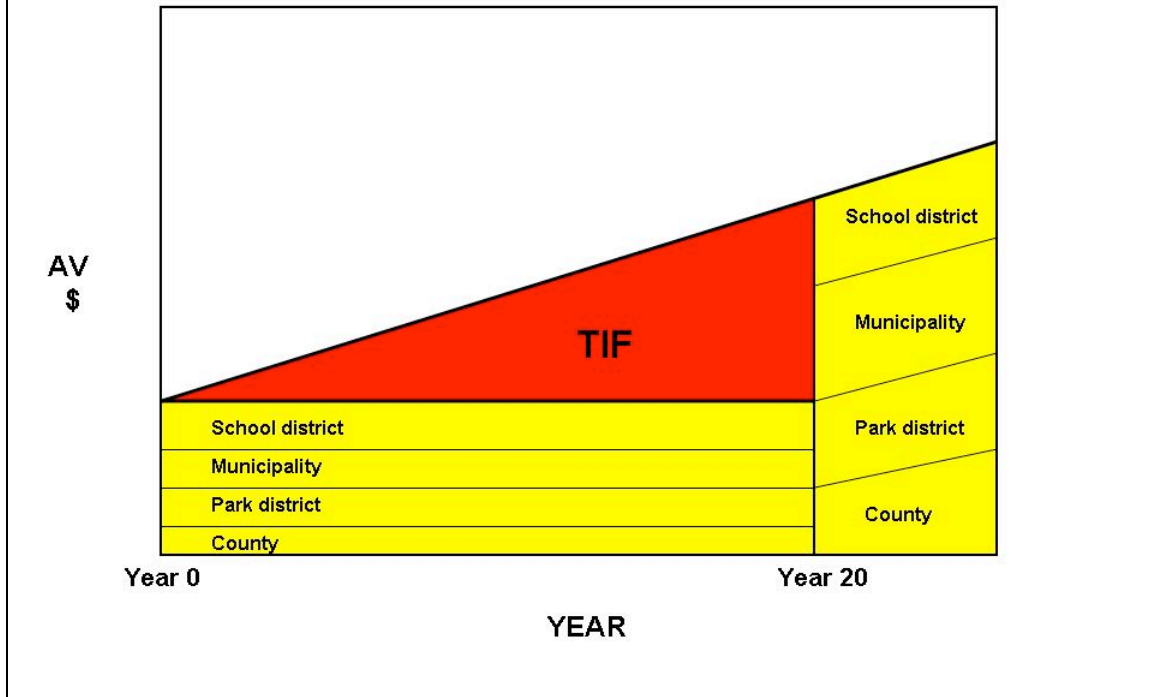 AV
$
TIF
School district
Municipality
Park district
County
School district
Municipality
Park district
County
Year 0
Year 20
YEAR